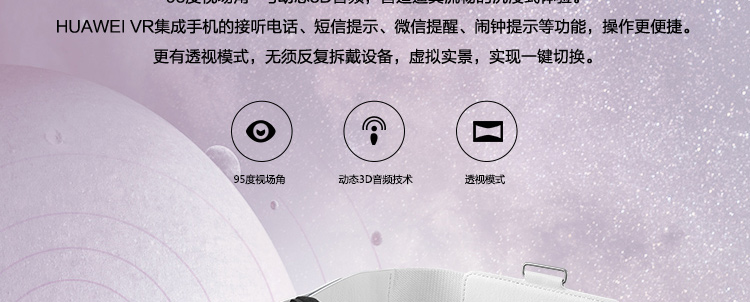 HUAWEI VR集成手机的接听电话、短信提示、微信提醒、闹钟提示等功能，操作更便捷。
更有透视模式，无须反复拆戴设备，虚拟实景，实现一键切换。
95度视场角
动态3D音频技术
透视模式